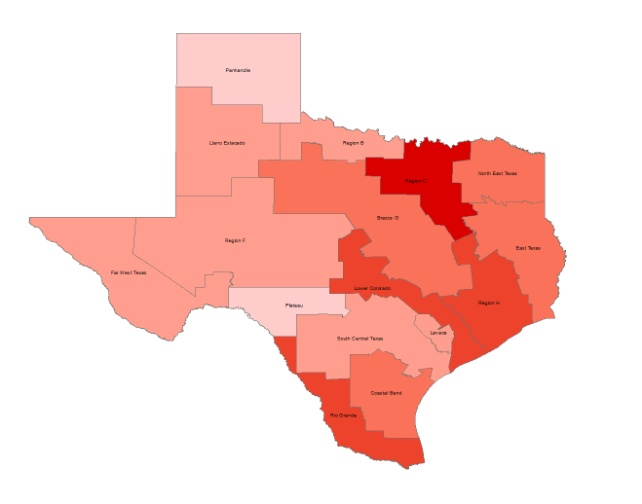 Panhandle
Llano Estacado
Region B
Region C
North East Texas
Brazos G
East Texas
Region F
Far West Texas
Lower Colorado
Region H
Plateau
Lavaca
South Central Texas
Coastal Bend
Rio Grande